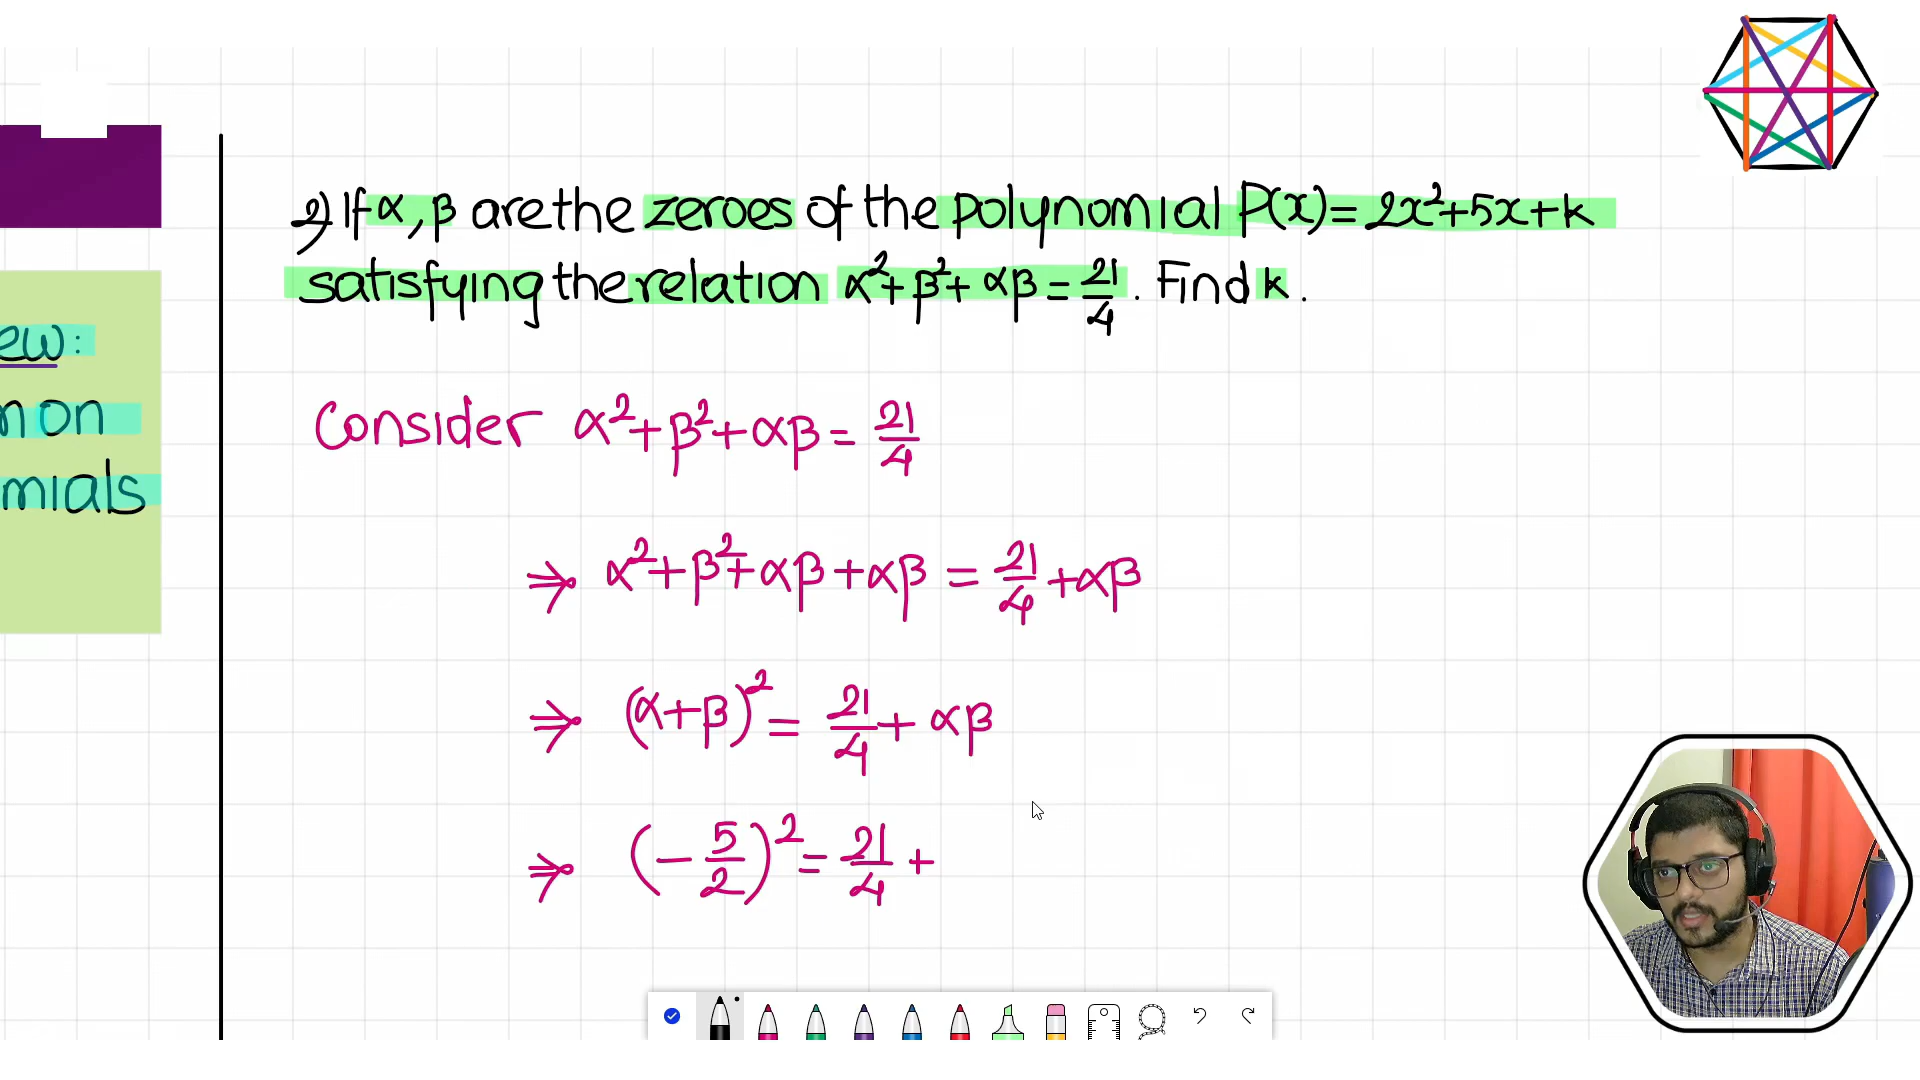 ew:
non
mials
2) If α, β are the zeroes of the polynomial P(x) = 2x²+5x+k
satisfying the relation α²+β²+αβ = 21/4. Find k.
Consider α²+β²+αβ = 21/4
⇒ α²+β²+αβ+αβ = 21/4+αβ
⇒ (α+β)² = 21/4 + αβ
⇒ (-5/2)² = 21/4 +